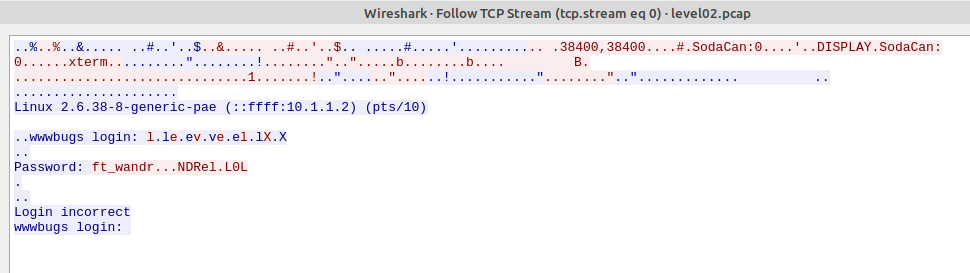 Wireshark · Follow TCP Stream (tcp.stream eq 0) · level02.pcap
..%..%..&..... ..#..'..$..&..... ..#..'..$.. .....#.....'........... .38400,38400....#.SodaCan:0....'..DISPLAY.SodaCan:
0......xterm.........."........!........"..".....b........b.... B.
..............................1.......!..".....".......!..........."........".."............. ..
.....................
Linux 2.6.38-8-generic-pae (::ffff:10.1.1.2) (pts/10)
..wwwbugs login: l.le.ev.ve.el.lX.X
..
Password: ft_wandr...NDRel.L0L
.
..
Login incorrect
wwwbugs login: